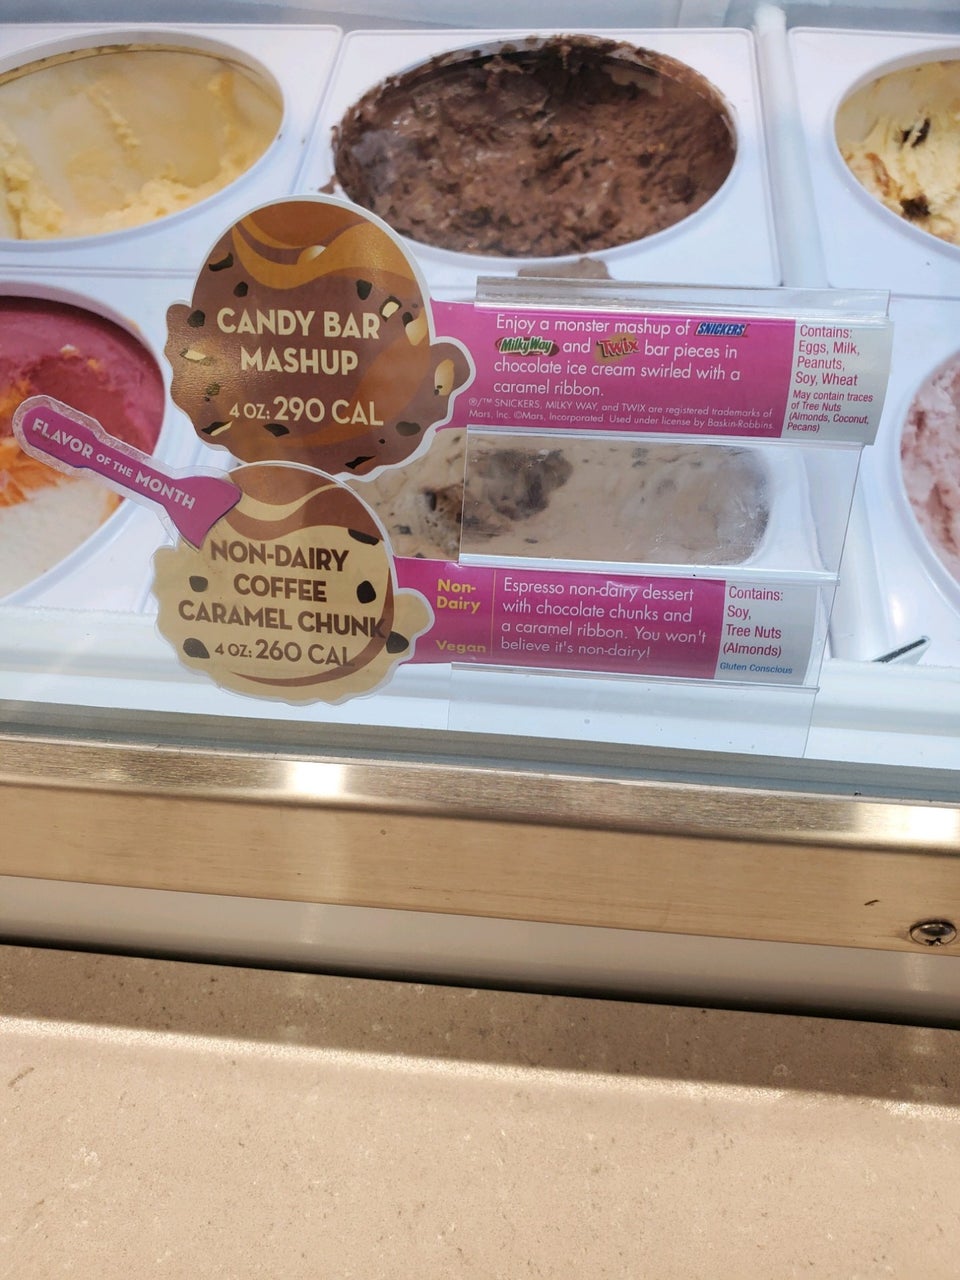 CANDY BAR
MASHUP
4 OZ: 290 CAL
Enjoy a monster mashup of SNICKERS
Milky Way and Twix bar pieces in
chocolate ice cream swirled with a
caramel ribbon.
®/™ SNICKERS, MILKY WAY, and TWIX are registered trademarks of
Mars, Inc. ©Mars, Incorporated Used under license by Baskin-Robbins.
Contains:
Eggs, Milk,
Peanuts,
Soy, Wheat
May contain traces
of Tree Nuts
(Almonds, Coconut,
Pecans)
FLAVOR OF THE MONTH
NON-DAIRY
COFFEE
CARAMEL CHUNK
4 OZ: 260 CAL
Non-
Dairy
Vegan
Espresso non-dairy dessert
with chocolate chunks and
a caramel ribbon. You won't
believe it's non-dairy!
Contains:
Soy,
Tree Nuts
(Almonds)
Gluten Conscious